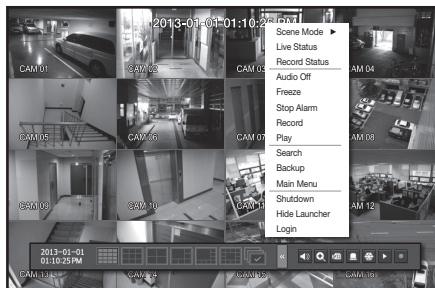 2013-01-01 01:10:26 PM
Scene Mode ▶
Live Status
Record Status
Audio Off
Freeze
Stop Alarm
Record
Play
Search
Backup
Main Menu
Shutdown
Hide Launcher
Login
CAM 01
CAM 02
CAM 03
CAM 04
CAM 05
CAM 06
CAM 07
CAM 08
CAM 09
CAM 10
CAM 11
CAM 12
2013-01-01
01:10:25 PM
CAM 13
CAM 14
CAM 15
CAM 16